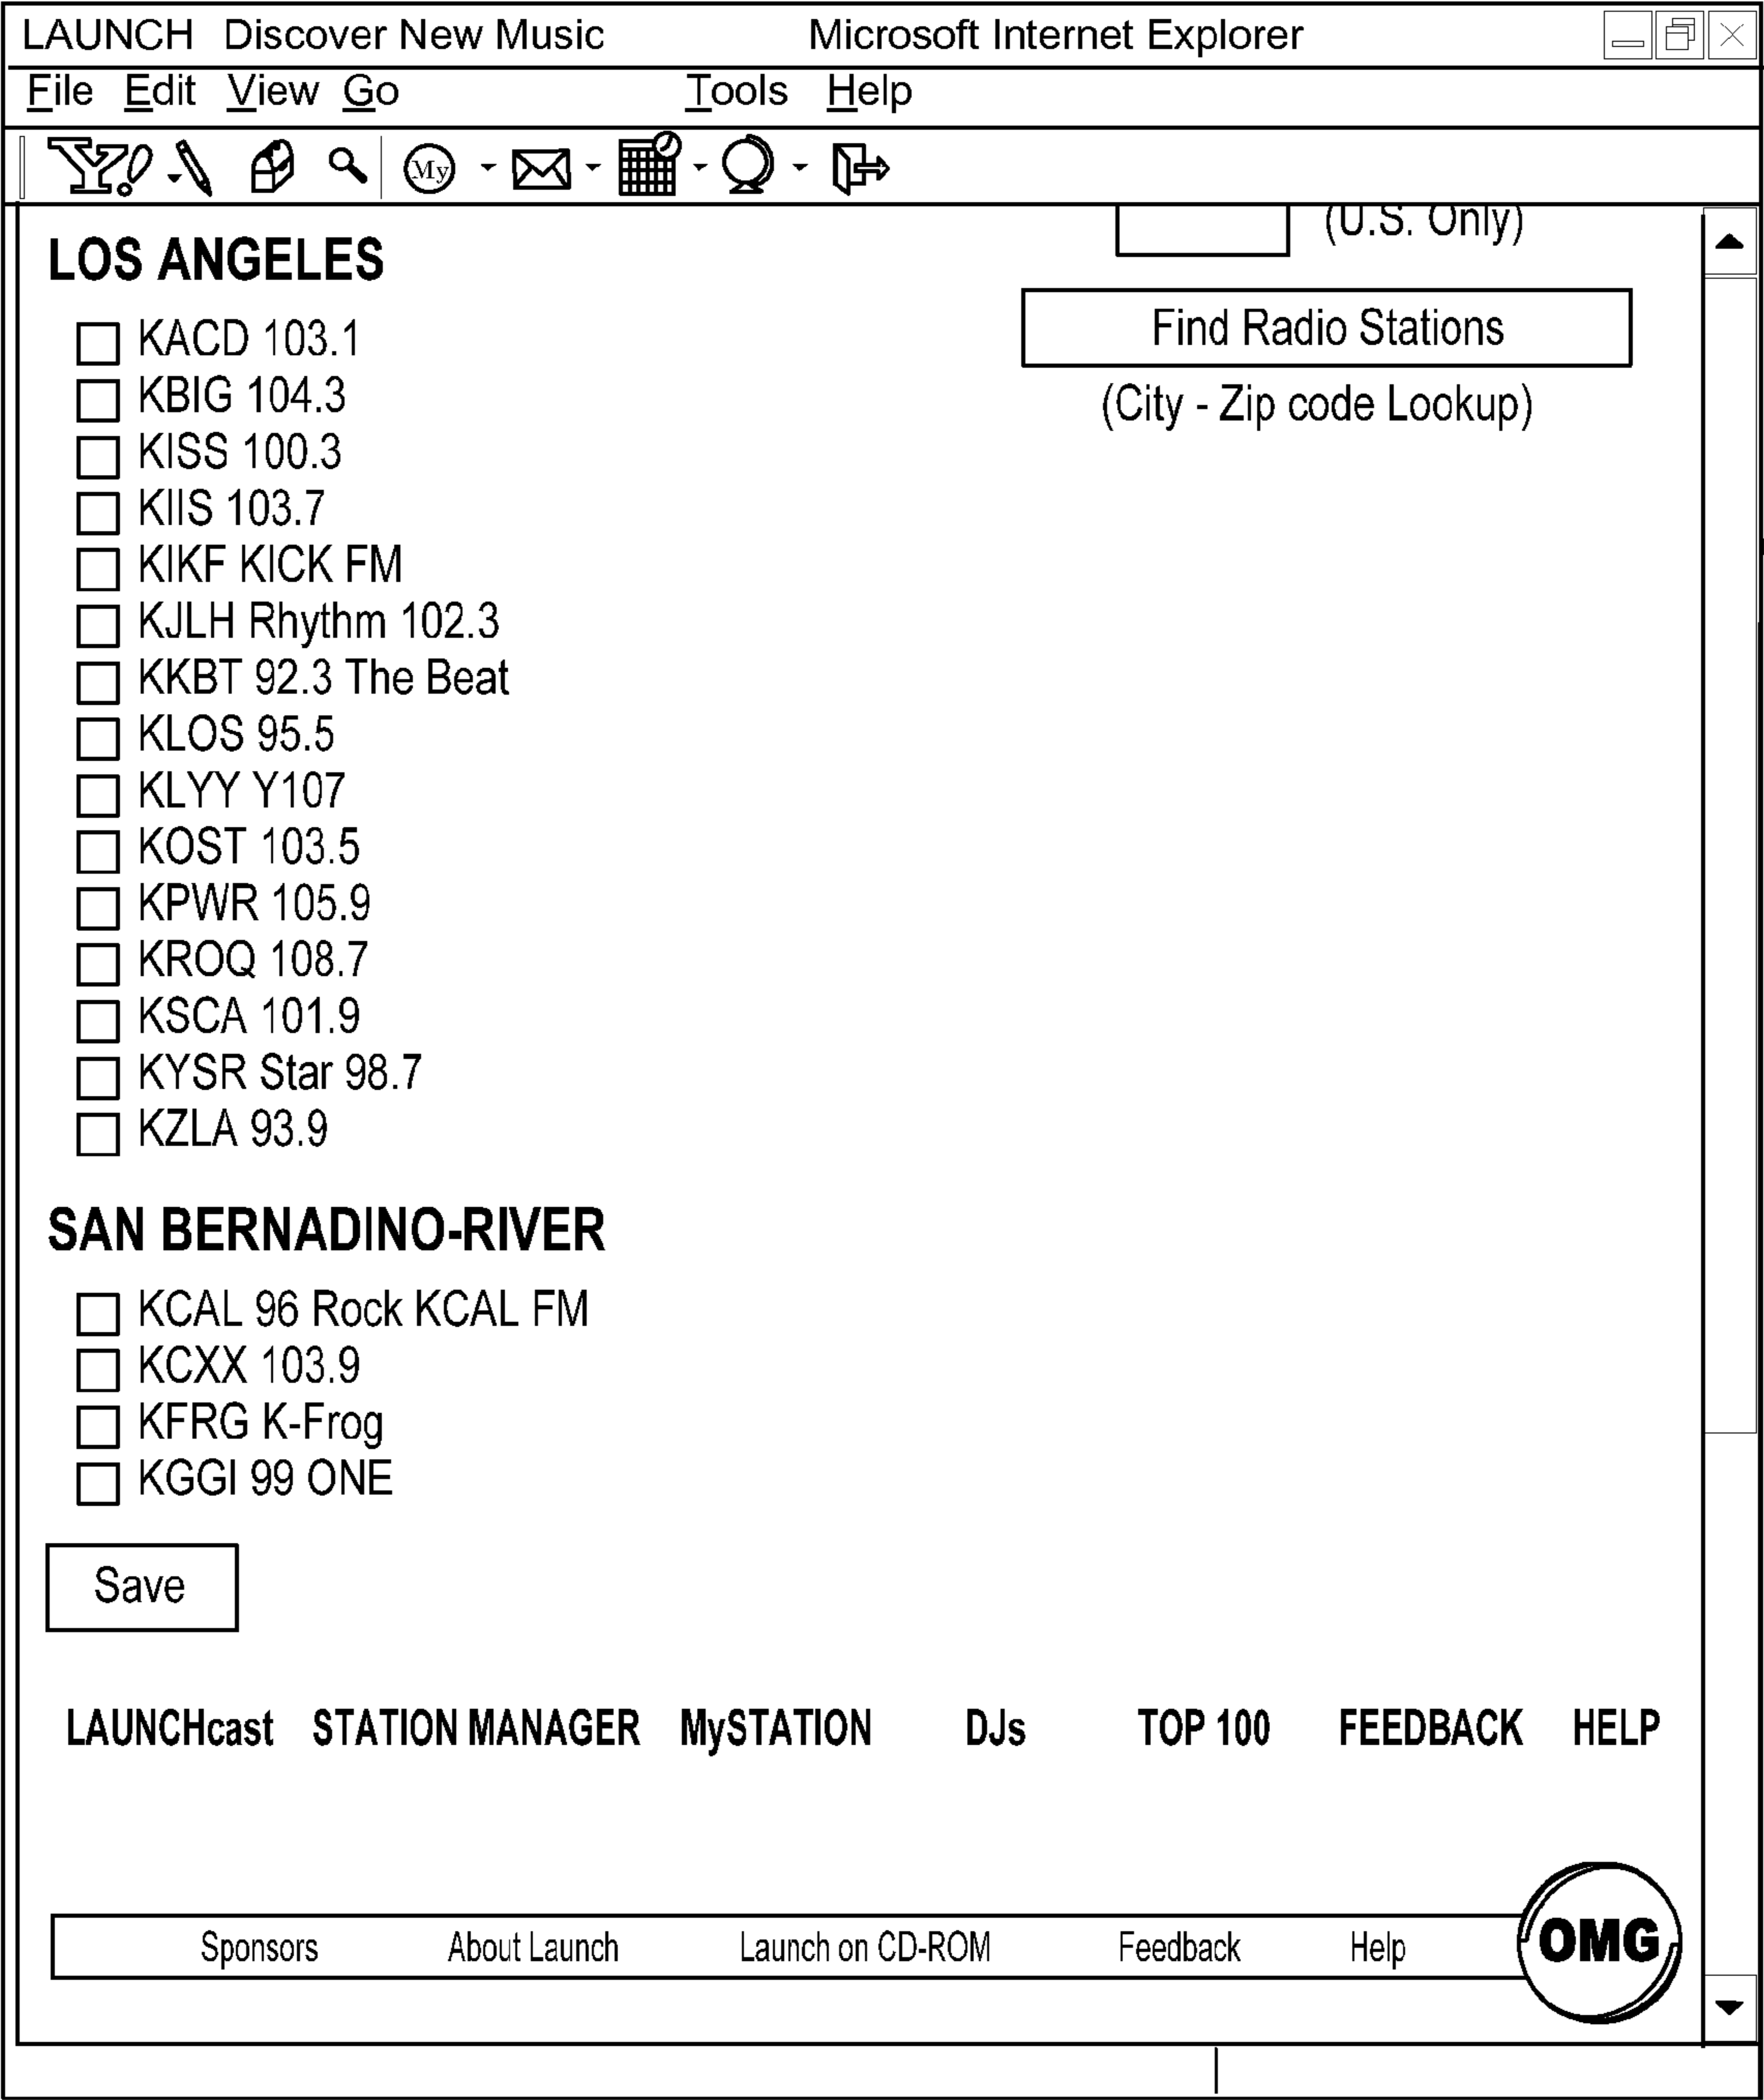 LAUNCH Discover New Music Microsoft Internet Explorer
File Edit View Go Tools Help
Y! My
(U.S. Only)
LOS ANGELES
Find Radio Stations
(City - Zip code Lookup)
KACD 103.1
KBIG 104.3
KISS 100.3
KIIS 103.7
KIKF KICK FM
KJLH Rhythm 102.3
KKBT 92.3 The Beat
KLOS 95.5
KLYY Y107
KOST 103.5
KPWR 105.9
KROQ 108.7
KSCA 101.9
KYSR Star 98.7
KZLA 93.9
SAN BERNADINO-RIVER
KCAL 96 Rock KCAL FM
KCXX 103.9
KFRG K-Frog
KGGI 99 ONE
Save
LAUNCHcast STATION MANAGER MySTATION DJs TOP 100 FEEDBACK HELP
Sponsors About Launch Launch on CD-ROM Feedback Help OMG